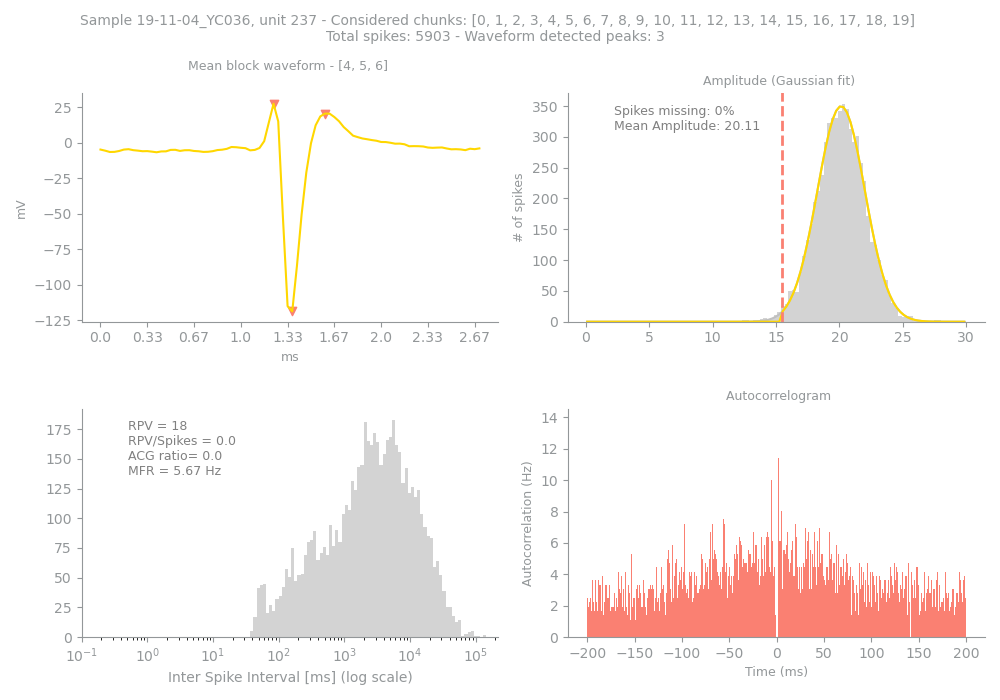 Sample 19-11-04_YC036, unit 237 - Considered chunks: [0, 1, 2, 3, 4, 5, 6, 7, 8, 9, 10, 11, 12, 13, 14, 15, 16, 17, 18, 19]
Total spikes: 5903 - Waveform detected peaks: 3
Mean block waveform - [4, 5, 6]
25
0
−25
−50
−75
−100
−125
mV
0.0 0.33 0.67 1.0 1.33 1.67 2.0 2.33 2.67
ms
Amplitude (Gaussian fit)
Spikes missing: 0%
Mean Amplitude: 20.11
350
300
250
200
150
100
50
0
# of spikes
0 5 10 15 20 25 30
RPV = 18
RPV/Spikes = 0.0
ACG ratio= 0.0
MFR = 5.67 Hz
175
150
125
100
75
50
25
0
10⁻¹ 10⁰ 10¹ 10² 10³ 10⁴ 10⁵
Inter Spike Interval [ms] (log scale)
Autocorrelogram
14
12
10
8
6
4
2
0
Autocorrelation (Hz)
−200 −150 −100 −50 0 50 100 150 200
Time (ms)